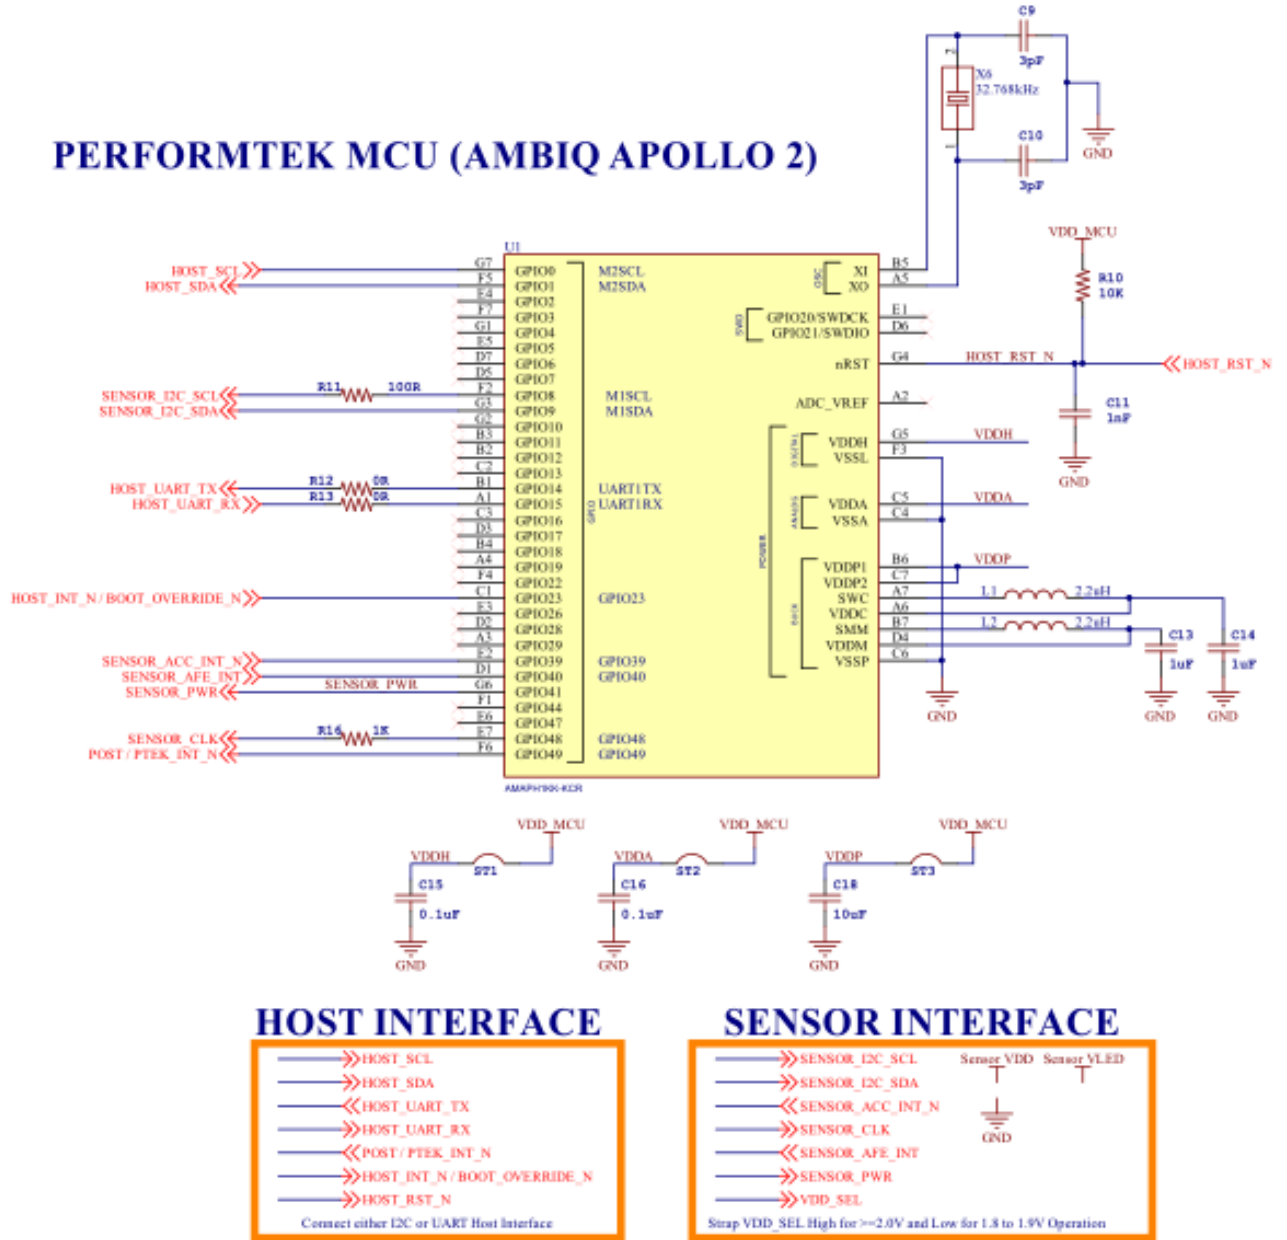 C9
3pF
2
X6
32.768kHz
1
C10
3pF
GND
PERFORMTEK MCU (AMBIQ APOLLO 2)
VDD_MCU
R10
10K
U1
HOST_SCL G7 GPIO0 M2SCL
HOST_SDA F5 GPIO1 M2SDA
E4 GPIO2
F7 GPIO3
G1 GPIO4
E5 GPIO5
D7 GPIO6
D5 GPIO7
SENSOR_I2C_SCL R11 100R F2 GPIO8 M1SCL
SENSOR_I2C_SDA G3 GPIO9 M1SDA
G2 GPIO10
B3 GPIO11
B2 GPIO12
C2 GPIO13
HOST_UART_TX R12 0R B1 GPIO14 UART1TX
HOST_UART_RX R13 0R A1 GPIO15 UART1RX
C3 GPIO16
D3 GPIO17
B4 GPIO18
A4 GPIO19
F4 GPIO22
HOST_INT_N / BOOT_OVERRIDE_N C1 GPIO23 GPIO23
E3 GPIO26
D2 GPIO28
A3 GPIO29
SENSOR_ACC_INT_N E2 GPIO39 GPIO39
SENSOR_AFE_INT D1 GPIO40 GPIO40
SENSOR_PWR SENSOR_PWR G6 GPIO41
F1 GPIO44
E6 GPIO47
SENSOR_CLK R16 1K E7 GPIO48 GPIO48
POST / PTEK_INT_N F6 GPIO49 GPIO49
GPIO
OSC
XI B5
XO A5
SWD
GPIO20/SWDCK E1
GPIO21/SWDIO D6
nRST G4 HOST_RST_N HOST_RST_N
C11
1nF
GND
ADC_VREF A2
POWER
DIGITAL
VDDH G5 VDDH
VSSL F3
ANALOG
VDDA C5 VDDA
VSSA C4
BUCK
VDDP1 B6 VDDP
VDDP2 C7
SWC A7 L1 2.2uH
VDDC A6
SMM B7 L2 2.2uH
VDDM D4
VSSP C6
C13
1uF
C14
1uF
GND GND GND
AMAPH1KK-KCR
VDD_MCU VDD_MCU VDD_MCU
VDDH ST1 VDDA ST2 VDDP ST3
C15 C16 C18
0.1uF 0.1uF 10uF
GND GND GND
HOST INTERFACE
HOST_SCL
HOST_SDA
HOST_UART_TX
HOST_UART_RX
POST / PTEK_INT_N
HOST_INT_N / BOOT_OVERRIDE_N
HOST_RST_N
Connect either I2C or UART Host Interface
SENSOR INTERFACE
SENSOR_I2C_SCL Sensor VDD Sensor VLED
SENSOR_I2C_SDA
SENSOR_ACC_INT_N
SENSOR_CLK GND
SENSOR_AFE_INT
SENSOR_PWR
VDD_SEL
Strap VDD_SEL High for >=2.0V and Low for 1.8 to 1.9V Operation